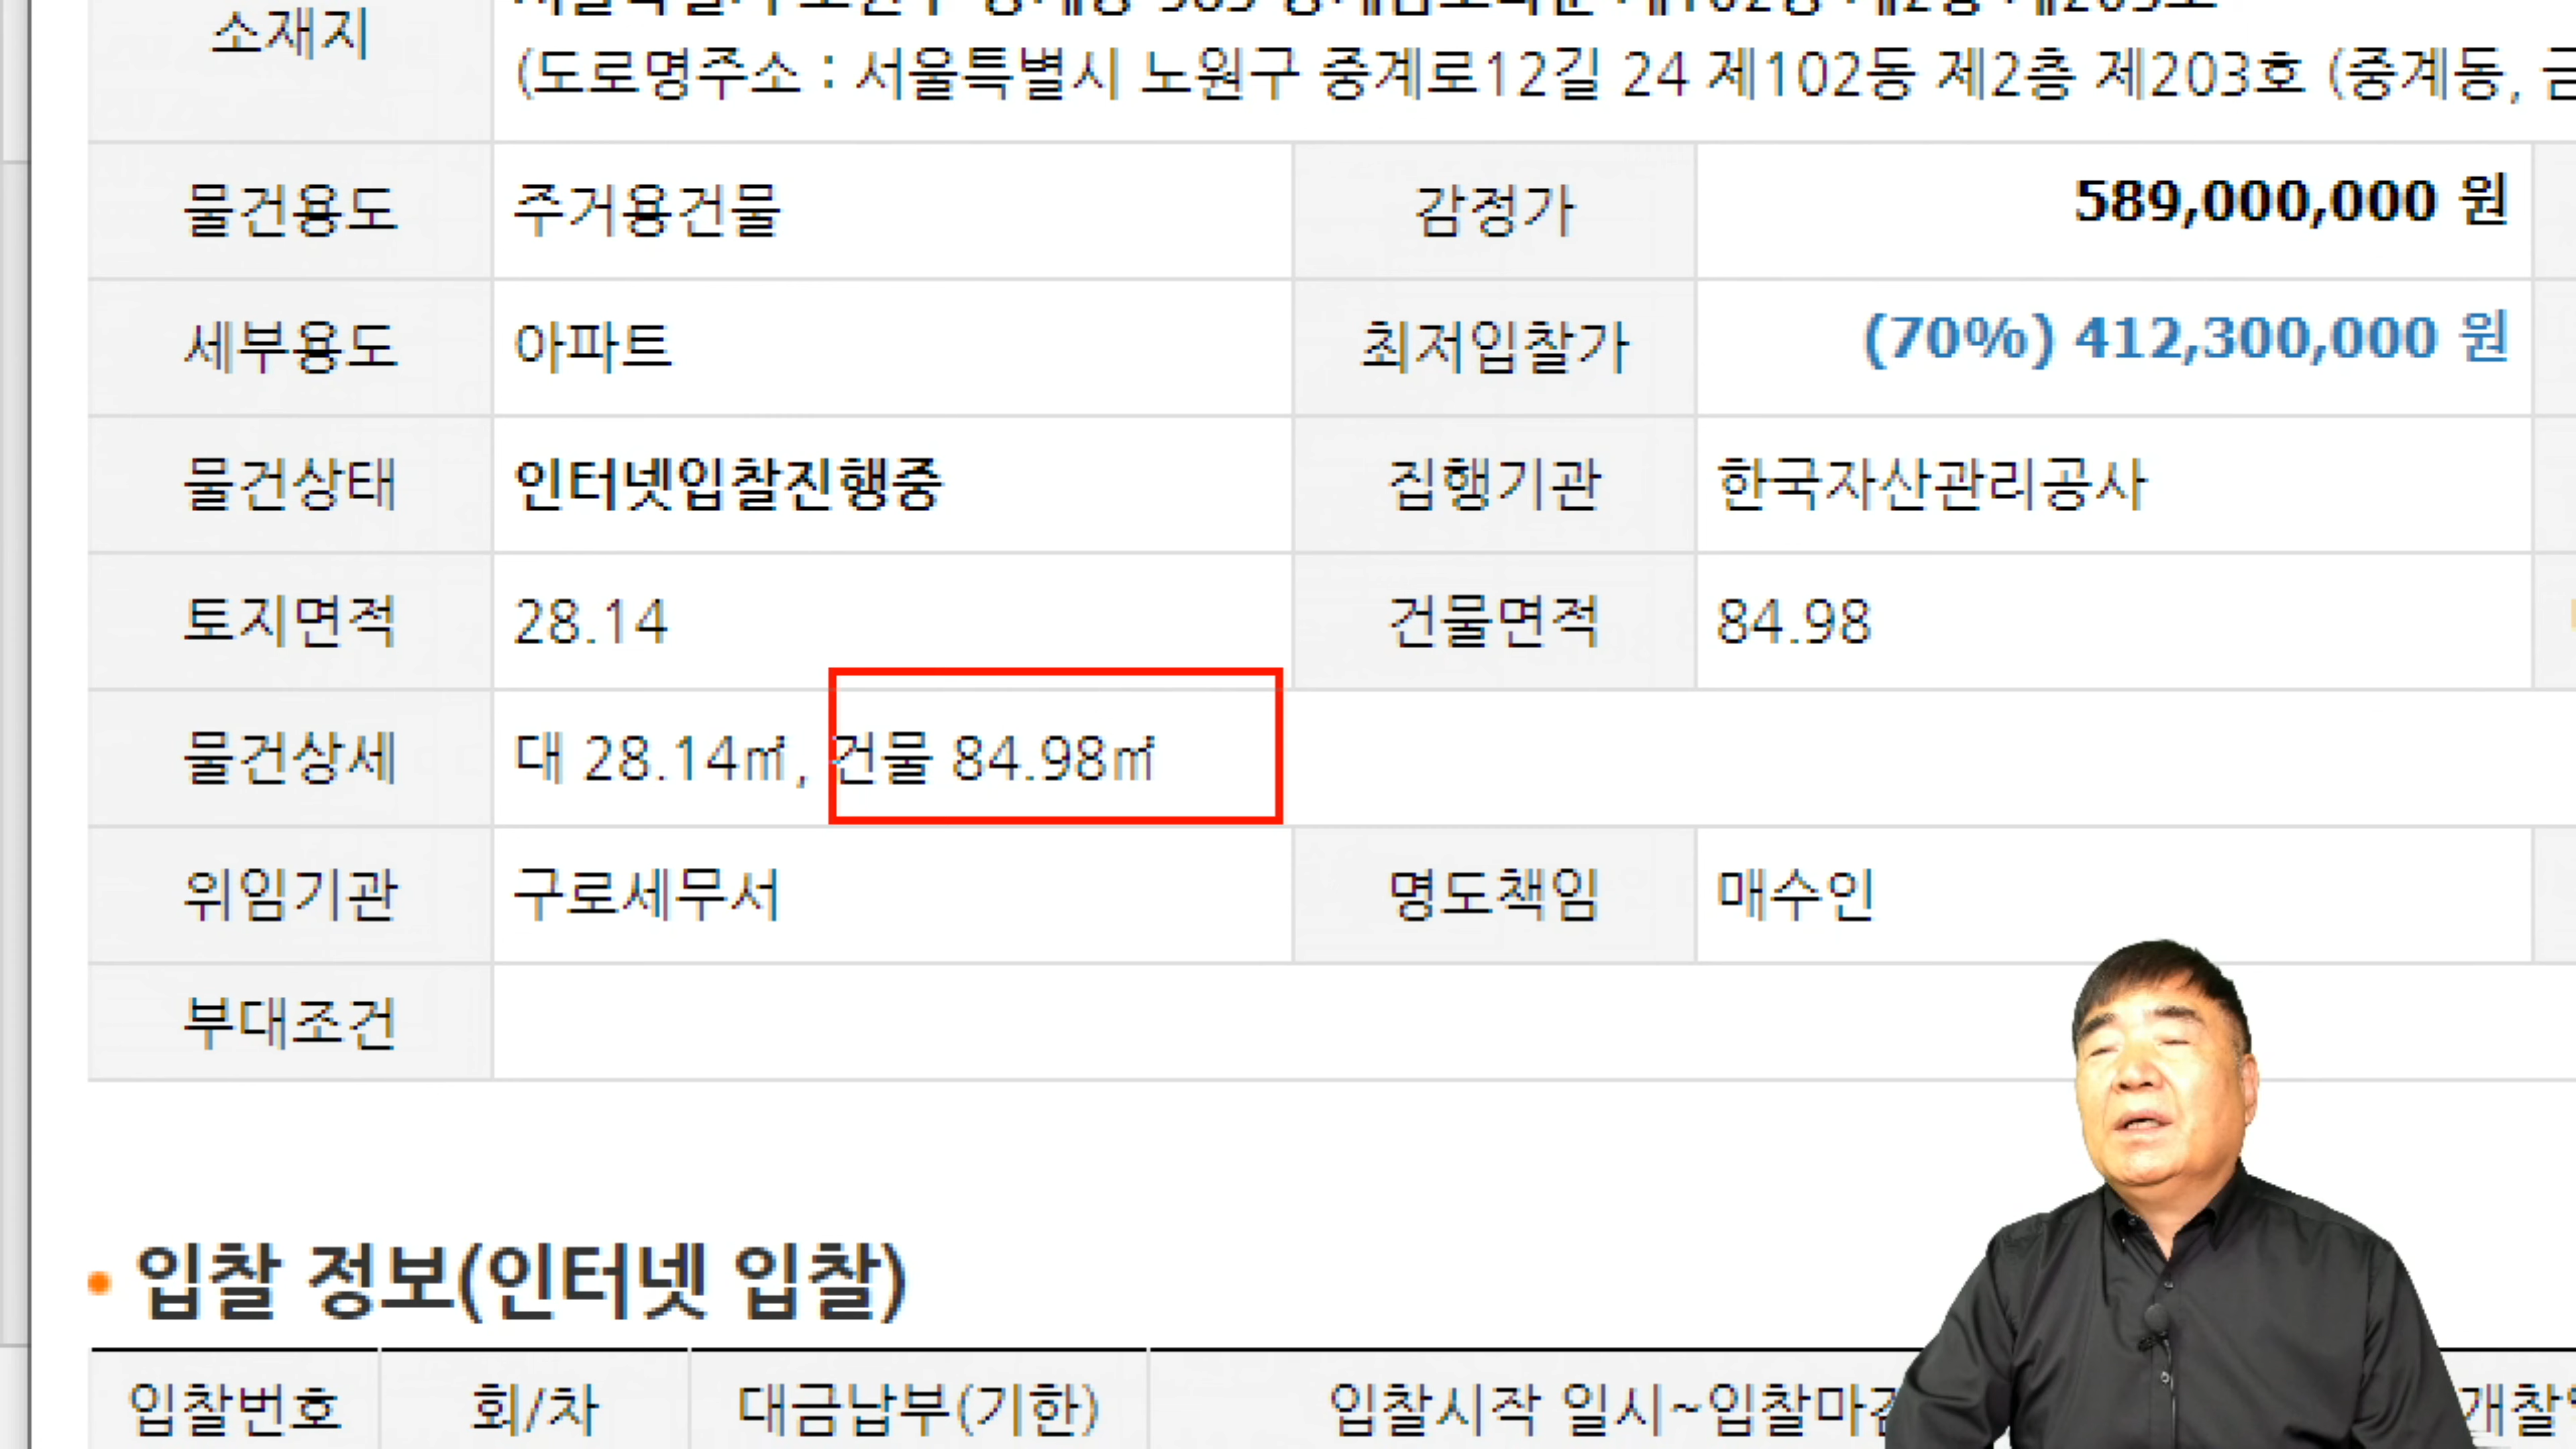 소재지
(도로명주소 : 서울특별시 노원구 중계로12길 24 제102동 제2층 제203호 (중계동,
물건용도 주거용건물 감정가 589,000,000 원
세부용도 아파트 최저입찰가 (70%) 412,300,000 원
물건상태 인터넷입찰진행중 집행기관 한국자산관리공사
토지면적 28.14 건물면적 84.98
물건상세 대 28.14㎡, 건물 84.98㎡
위임기관 구로세무서 명도책임 매수인
부대조건
• 입찰 정보(인터넷 입찰)
입찰번호 회/차 대금납부(기한) 입찰시작 일시~입찰마감 개찰